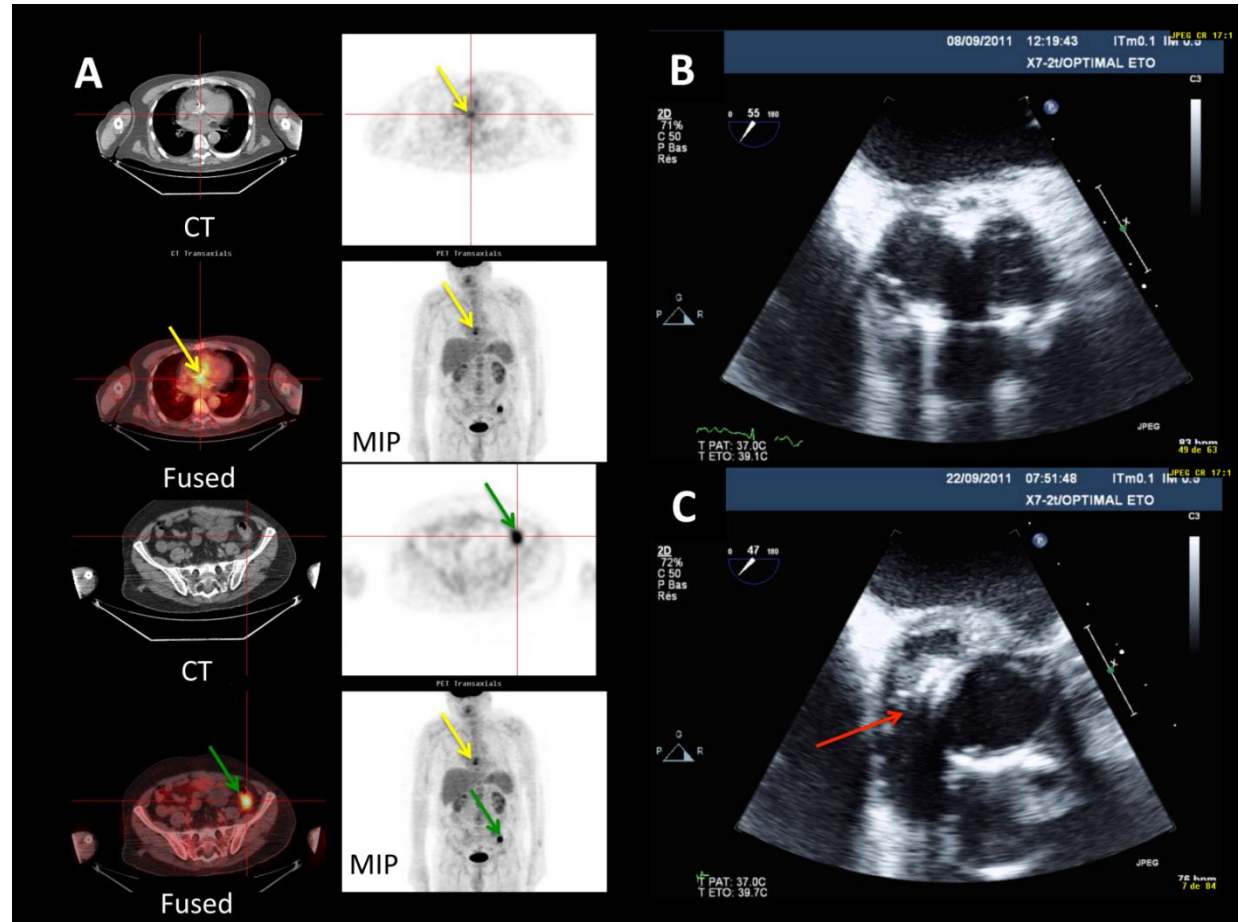 A
CT
CT Transaxials
Fused
PET Transaxials
MIP
CT
Fused
PET Transaxials
MIP
B
08/09/2011 12:19:43 ITm0.1
JPEG CR 17:1
X7-2t/OPTIMAL ETO
C3
2D
71%
C 50
P Bas
Rés
0 55 180
P
G
P R
JPEG
T PAT: 37.0C
T ETO: 39.1C
83 bpm
49 de 63
C
22/09/2011 07:51:48 ITm0.1
JPEG CR 17:1
X7-2t/OPTIMAL ETO
C3
2D
72%
C 50
P Bas
Rés
0 47 180
P
G
P R
JPEG
T PAT: 37.0C
T ETO: 39.7C
76 bpm
7 de 84